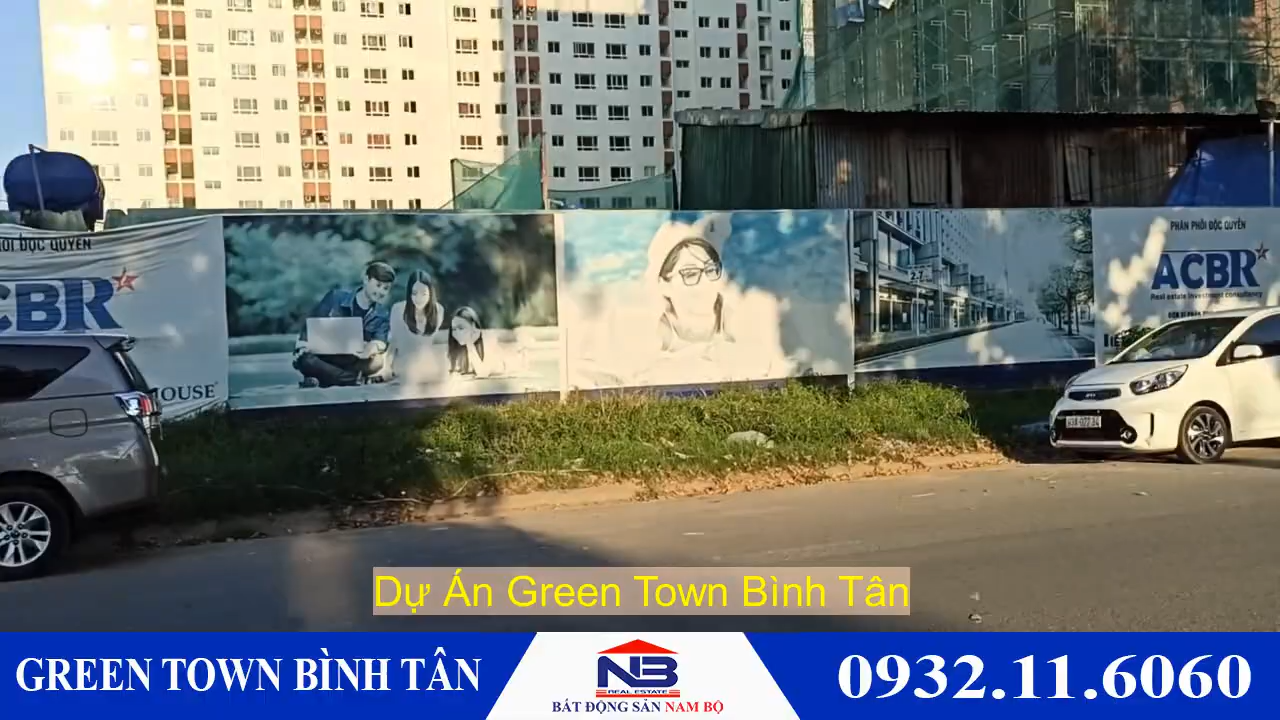 PHÂN PHỐI ĐỘC QUYỀN
ACBR
Real estate investment consultancy
ĐỘC QUYỀN
CBR
HOUSE®
22
Dự Án Green Town Bình Tân
GREEN TOWN BÌNH TÂN
NB
REAL ESTATE
BẤT ĐỘNG SẢN NAM BỘ
0932.11.6060